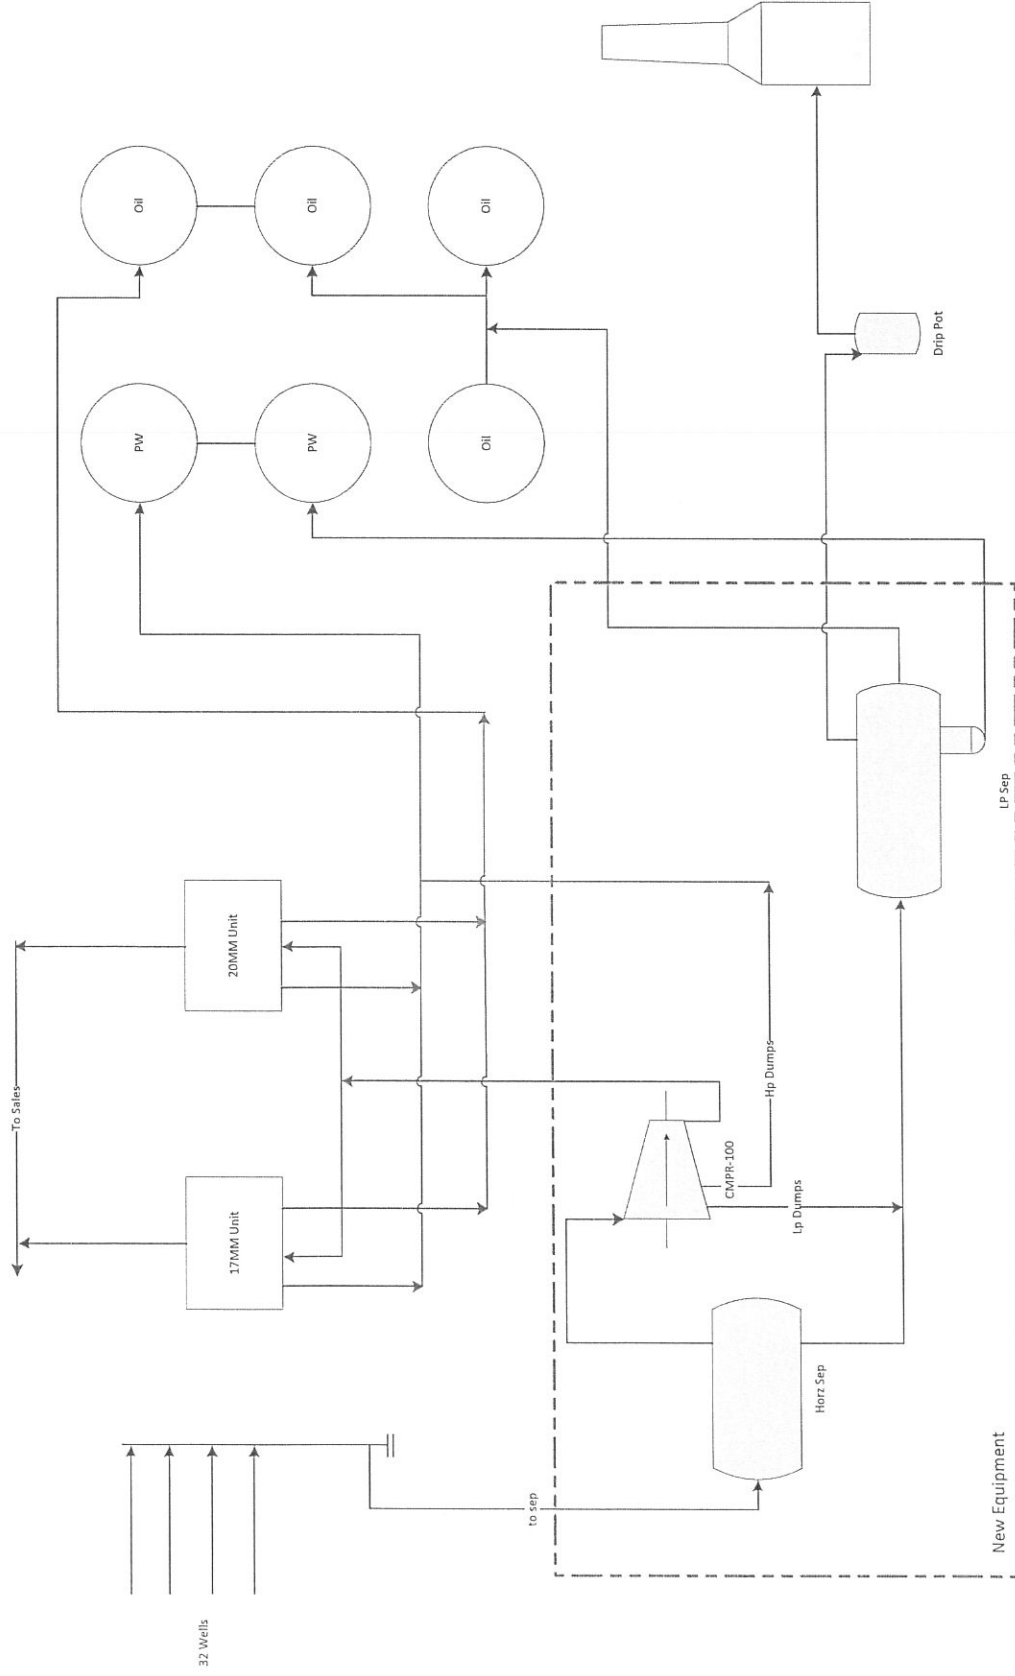 32 Wells
to sep
New Equipment
Horz Sep
17MM Unit
To Sales
20MM Unit
CMPR-100
Lp Dumps
Hp Dumps
LP Sep
PW
PW
Oil
Oil
Oil
Oil
Drip Pot